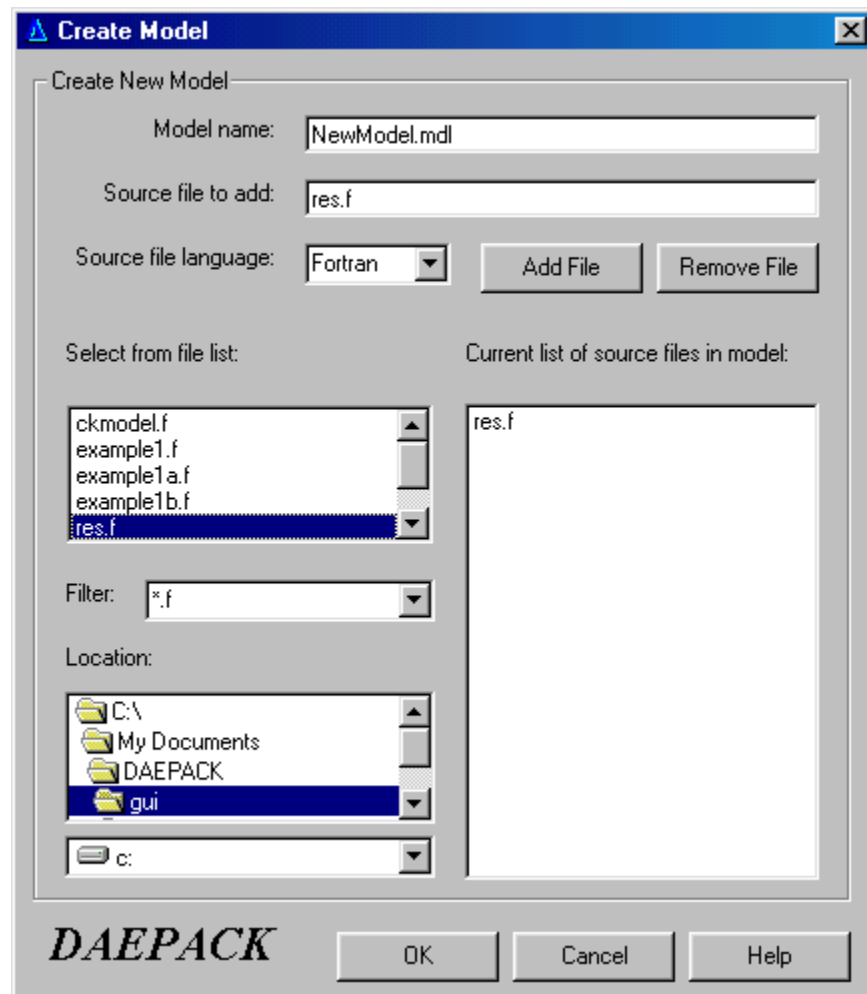 Create Model
Create New Model
Model name: NewModel.mdl
Source file to add: res.f
Source file language: Fortran Add File Remove File
Select from file list: Current list of source files in model:
ckmodel.f
example1.f
example1a.f
example1b.f
res.f
res.f
Filter: *.f
Location:
C:\
My Documents
DAEPACK
gui
c:
DAEPACK OK Cancel Help